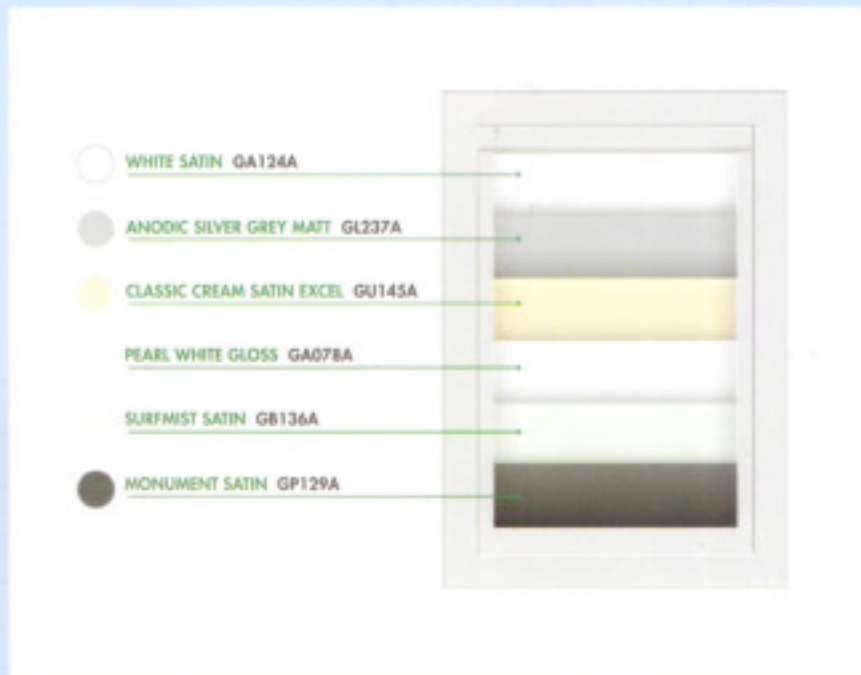 WHITE SATIN GA124A
ANODIC SILVER GREY MATT GL237A
CLASSIC CREAM SATIN EXCEL GU145A
PEARL WHITE GLOSS GA078A
SURFMIST SATIN GB136A
MONUMENT SATIN GP129A